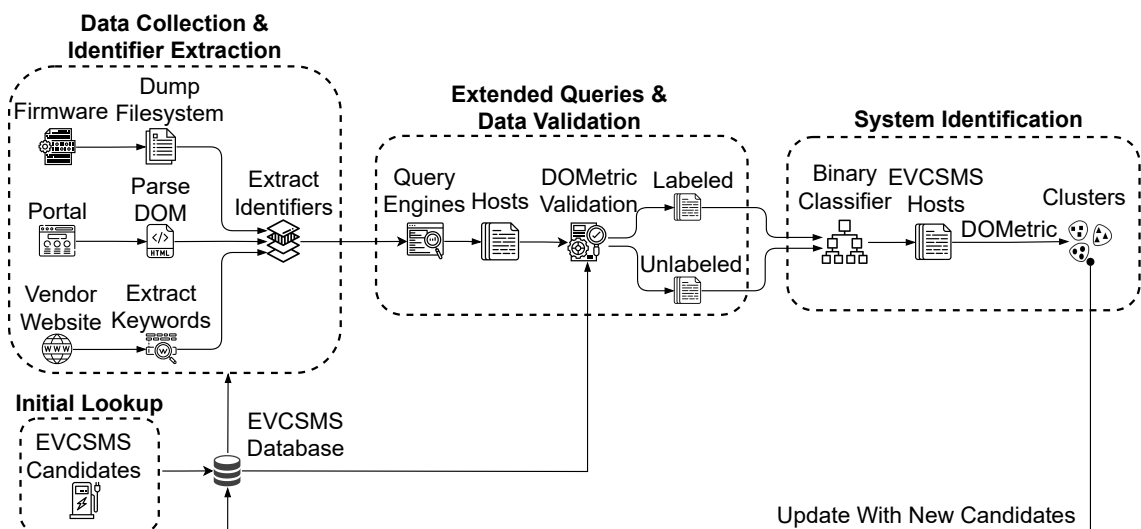 Data Collection &
Identifier Extraction
Firmware
Dump
Filesystem
Portal
Parse
DOM
</>
HTML
Extract
Identifiers
Vendor
Website
WWW
Extract
Keywords
W
Extended Queries &
Data Validation
Query
Engines
Hosts
DOMetric
Validation
Labeled
Unlabeled
System Identification
Binary
Classifier
EVCSMS
Hosts
DOMetric
Clusters
Initial Lookup
EVCSMS
Candidates
EVCSMS
Database
Update With New Candidates